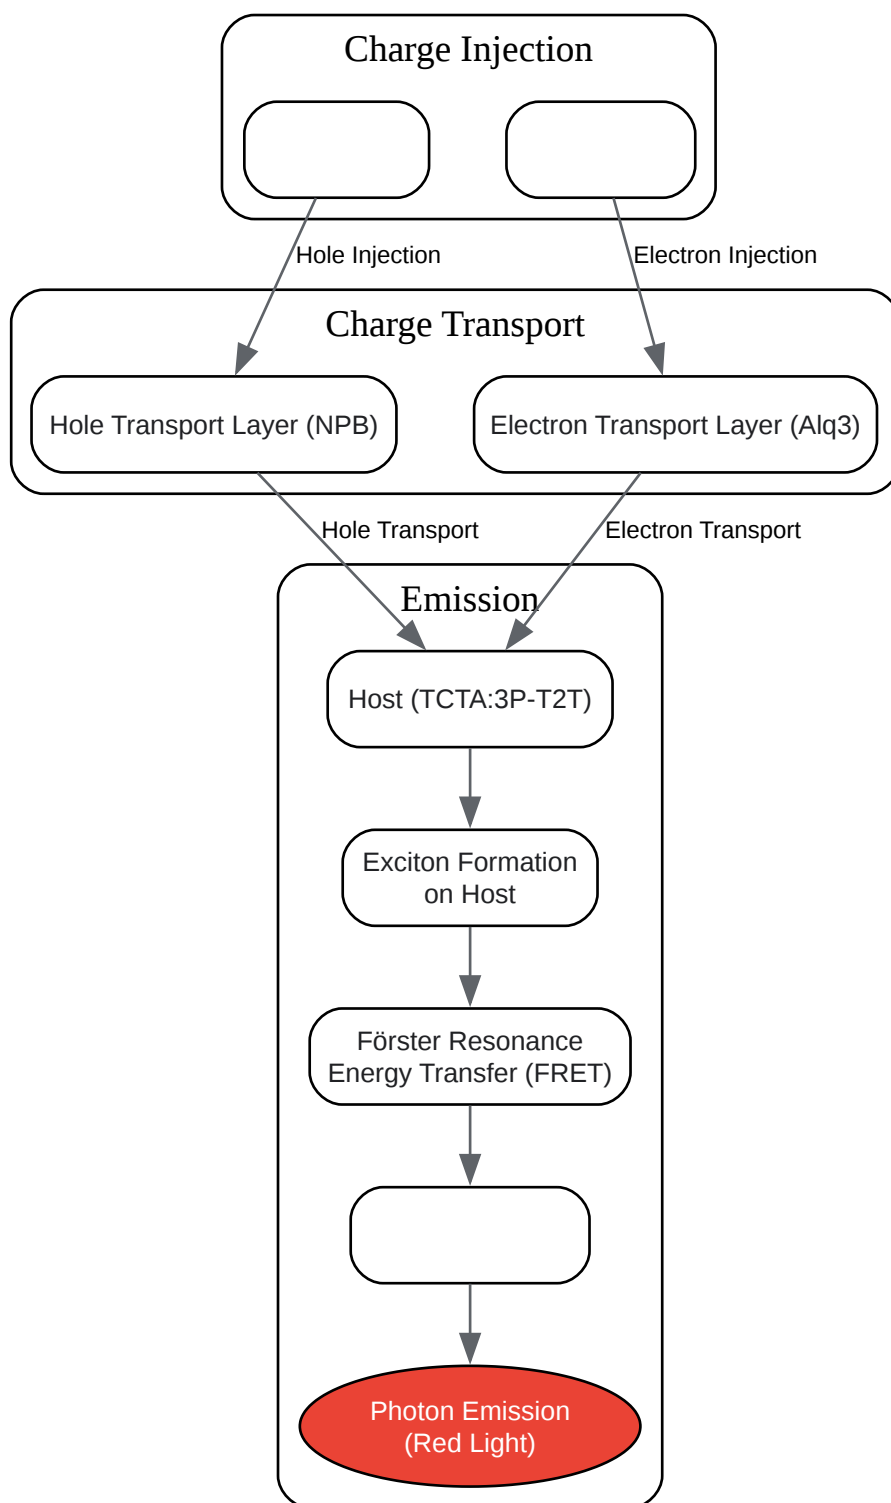 Charge Injection
Hole Injection
Electron Injection
Charge Transport
Hole Transport Layer (NPB)
Electron Transport Layer (Alq3)
Hole Transport
Electron Transport
Emission
Host (TCTA:3P-T2T)
Exciton Formation
on Host
Förster Resonance
Energy Transfer (FRET)
Photon Emission
(Red Light)